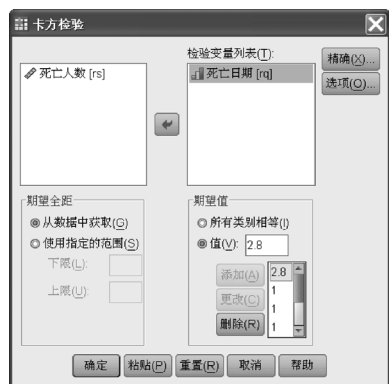 卡方检验
检验变量列表(T):
死亡人数 [rs]
死亡日期 [rq]
精确(X)...
选项(O)...
期望全距
从数据中获取(G)
使用指定的范围(S)
下限(L):
上限(U):
期望值
所有类别相等(I)
值(V): 2.8
添加(A)
更改(C)
删除(R)
2.8
1
1
1
确定 粘贴(P) 重置(R) 取消 帮助